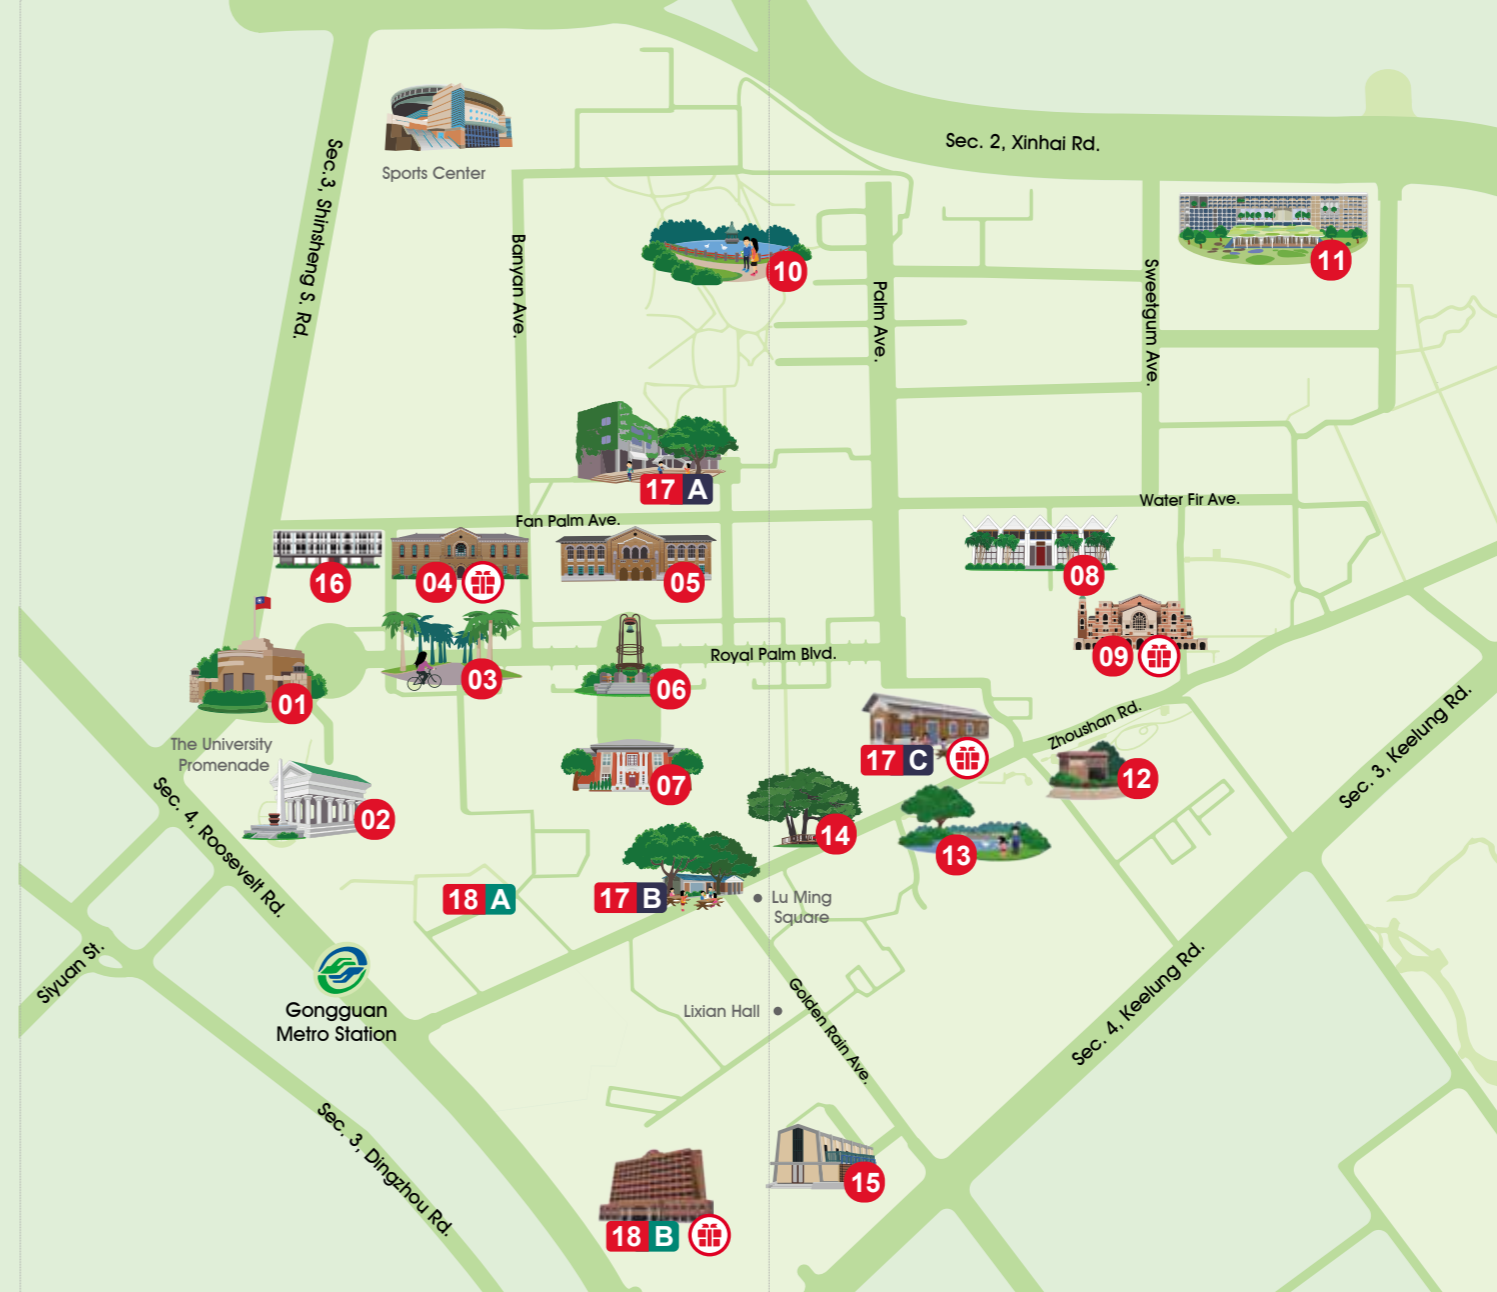 Sec. 2, Xinhai Rd.
Sports Center
Sec.3, Shinsheng S. Rd.
Banyan Ave.
10
11
Palm Ave.
Sweetgum Ave.
17 A
Water Fir Ave.
Fan Palm Ave.
16
04
05
08
Royal Palm Blvd.
09
03
06
01
The University
Promenade
Zhoushan Rd.
17 C
12
07
Sec. 3, Keelung Rd.
02
14
13
Sec. 4, Roosevelt Rd.
18 A
17 B
Lu Ming
Square
Siyuan St.
Gongguan
Metro Station
Lixian Hall
Golden Rain Ave.
Sec. 4, Keelung Rd.
Sec. 3, Dingzhou Rd.
15
18 B